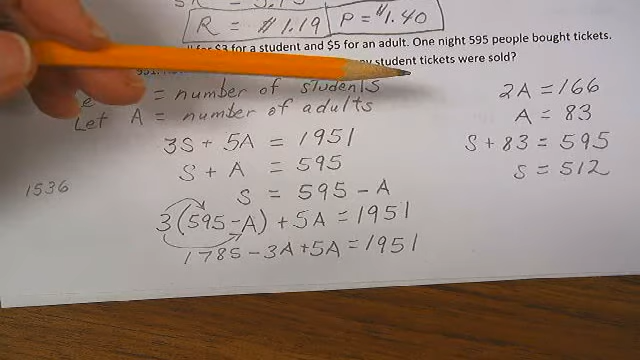 R = $1.19 P = $1.40
for $3 for a student and $5 for an adult. One night 595 people bought tickets.
student tickets were sold?
= number of students
Let A = number of adults
3S + 5A = 1951
S + A = 595
S = 595 - A
3(595 - A) + 5A = 1951
1785 - 3A + 5A = 1951
2A = 166
A = 83
S + 83 = 595
S = 512
1536